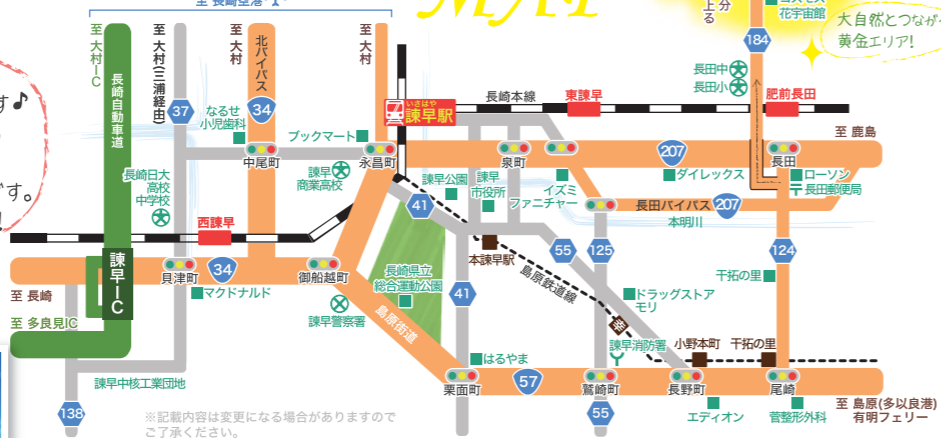 至 長崎空港
MAP
分
上る
コスモス
花宇宙館
大自然とつなが
黄金エリア!
184
す♪
です。
至 大村IC
至 大村(三浦経由)
至 大村
北バイパス
至 大村
長崎自動車道
37
34
なるせ
小児歯科
ブックマート
いさはや
諫早駅
長崎本線
東諫早
長田中
長田小
肥前長田
至 鹿島
中尾町
永昌町
泉町
207
長田
諫早
商業高校
諫早公園
諫早
市役所
イズミ
ファニチャー
ダイレックス
ローソン
長田郵便局
長崎日大
高校
中学校
41
長田バイパス
207
本明川
西諫早
本諫早駅
55
125
124
諫早IC
貝津町
34
御船越町
長崎県立
総合運動公園
島原鉄道線
干拓の里
至 長崎
マクドナルド
諫早警察署
41
島原街道
ドラッグストア
モリ
幸
至 多良見IC
諫早消防署
小野本町
干拓の里
はるやま
諫早中核工業団地
栗面町
57
鷲崎町
長野町
尾崎
138
55
エディオン
菅整形外科
至 島原(多以良港)
有明フェリー
※記載内容は変更になる場合がありますので
ご了承ください。